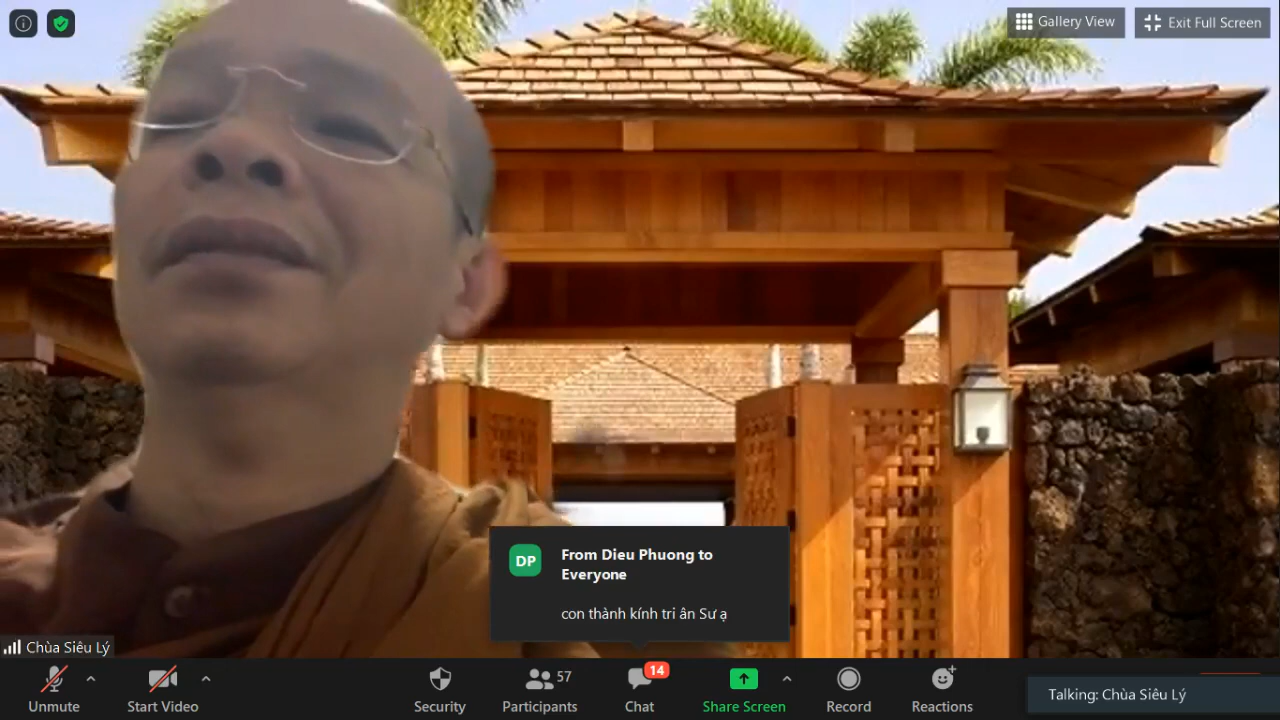 Gallery View
Exit Full Screen
DP
From Dieu Phuong to
Everyone
con thành kính tri ân Sư ạ
Chùa Siêu Lý
Unmute
Start Video
Security
57
Participants
14
Chat
Share Screen
Record
Reactions
Talking: Chùa Siêu Lý